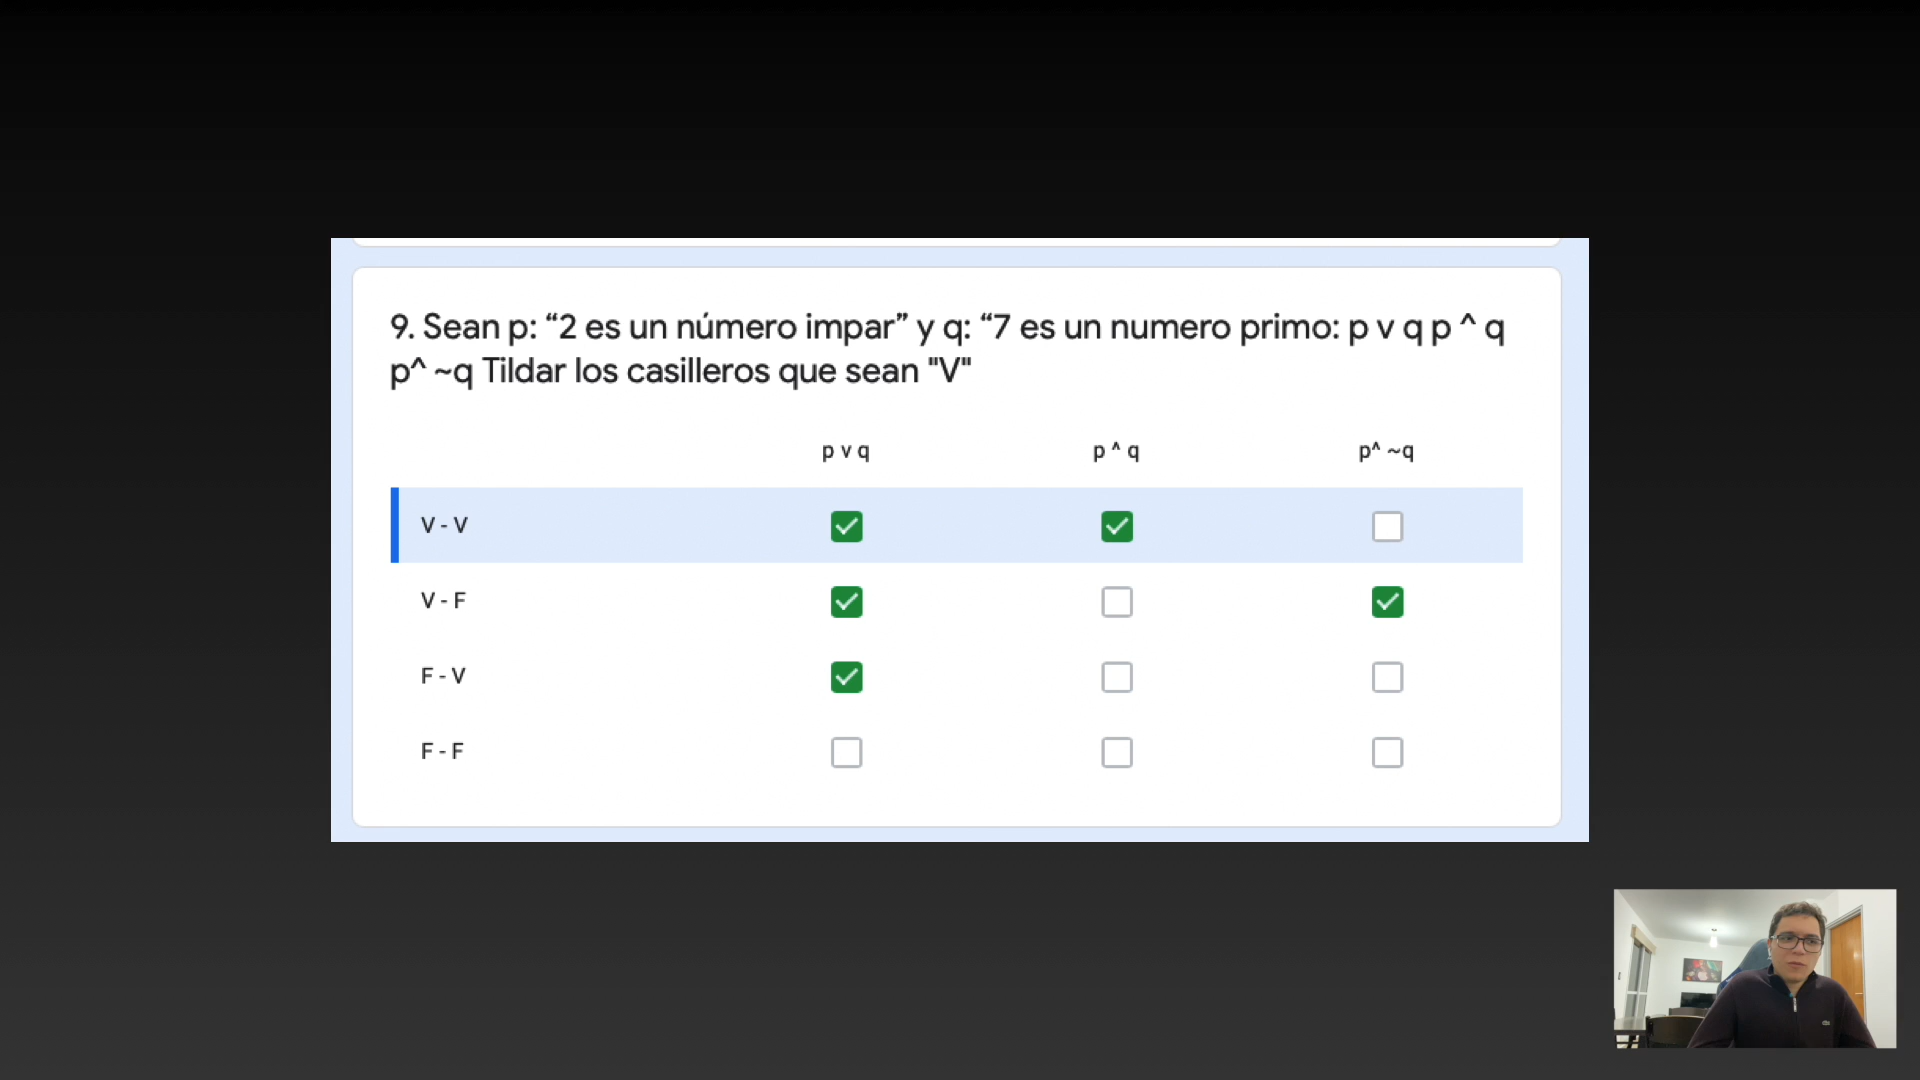 9. Sean p: “2 es un número impar” y q: “7 es un numero primo: p v q p ^ q
p^ ~q Tildar los casilleros que sean "V"
p v q p ^ q p^ ~q
V - V
V - F
F - V
F - F